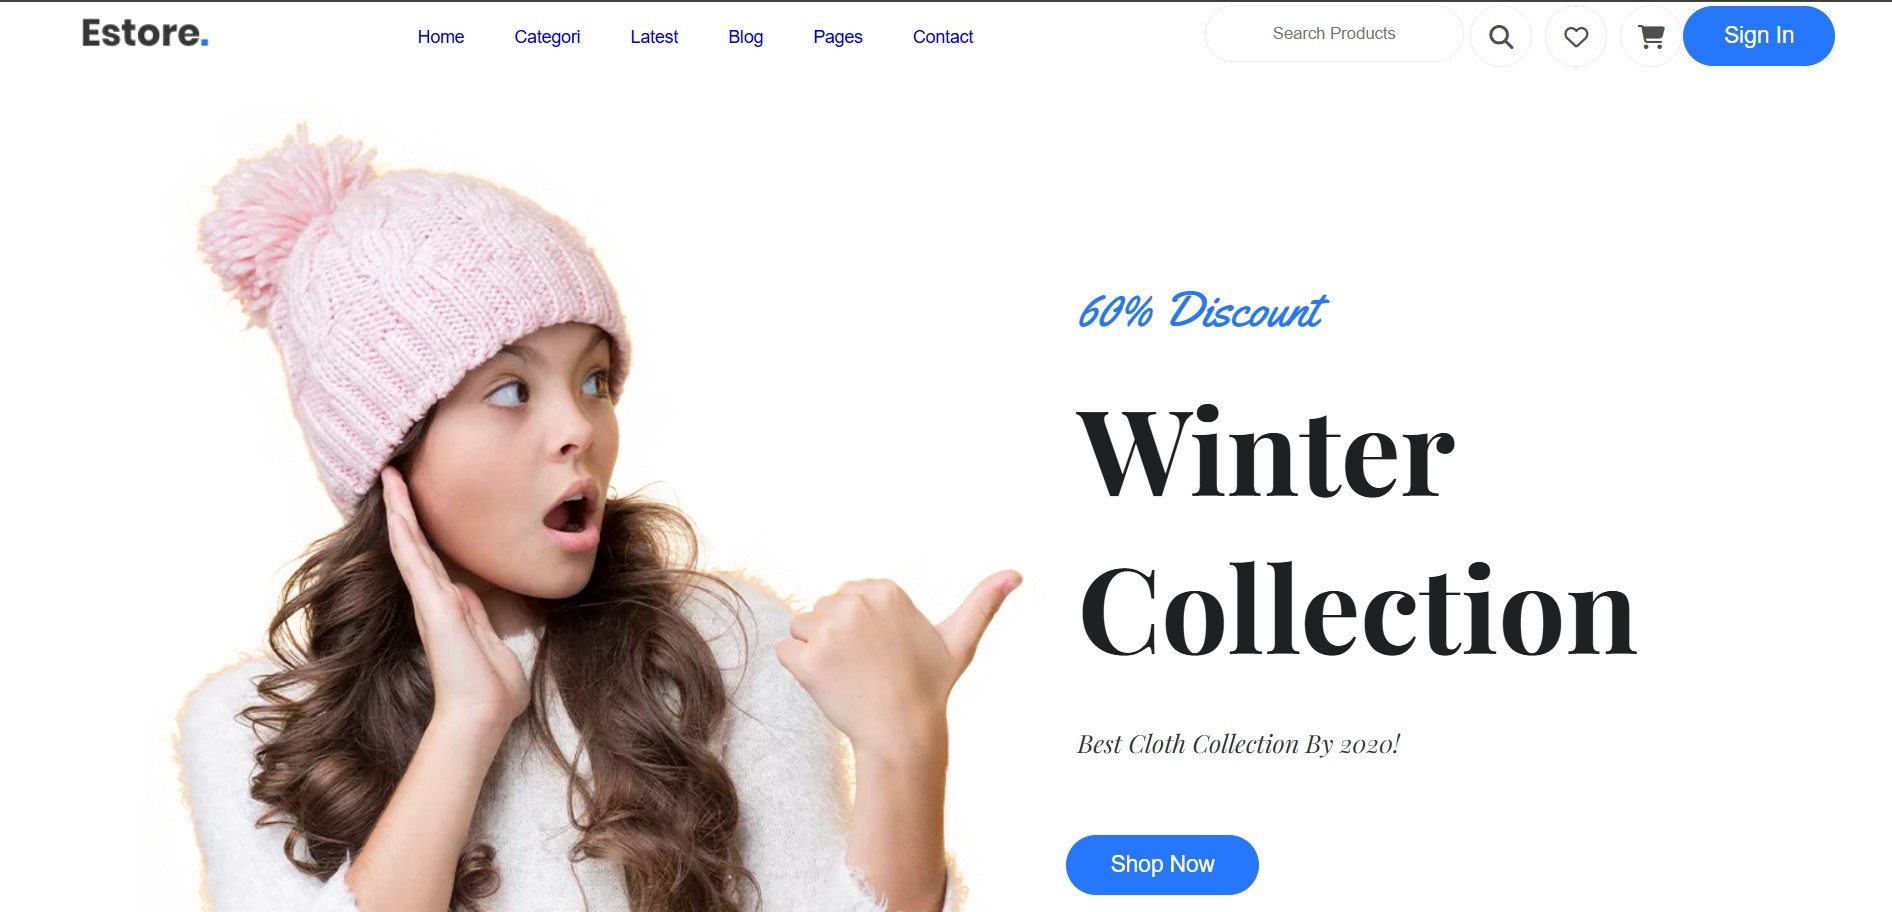 Estore.
Home Categori Latest Blog Pages Contact
Search Products
Sign In
60% Discount
Winter
Collection
Best Cloth Collection By 2020!
Shop Now